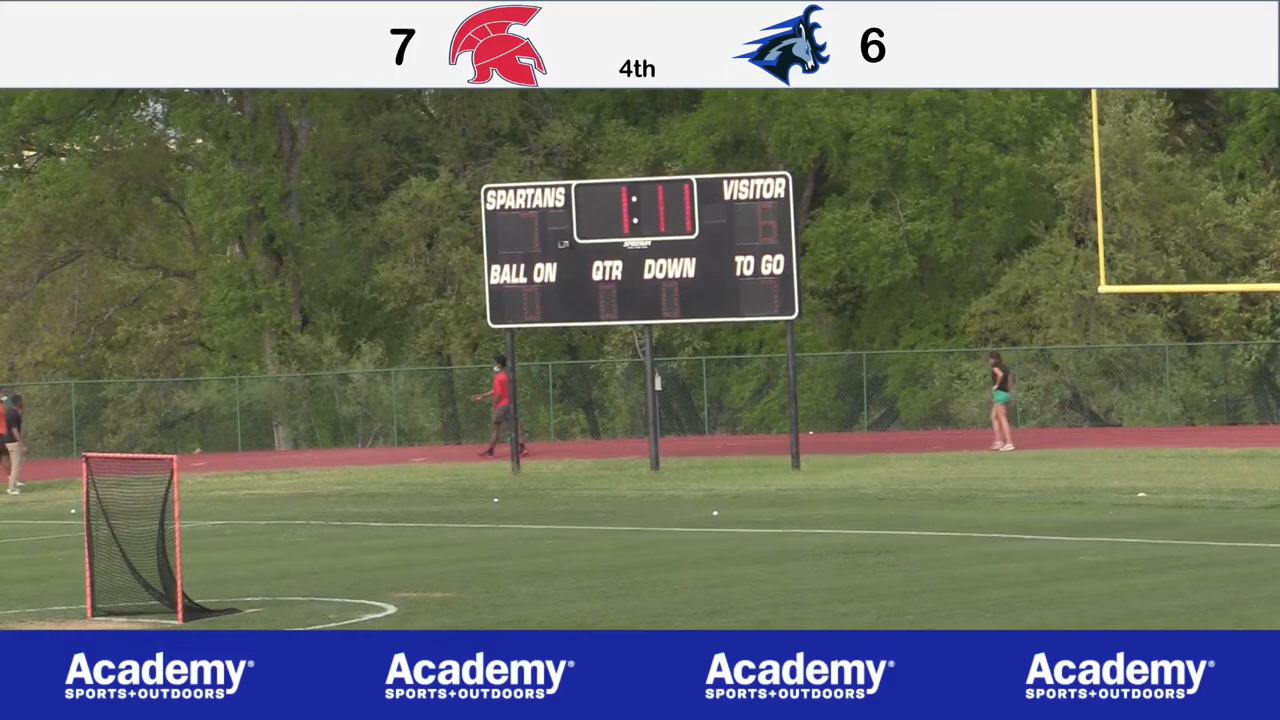 7
4th
6
SPARTANS
1:11
VISITOR
BALL ON
QTR
DOWN
TO GO
Academy®
SPORTS+OUTDOORS
Academy®
SPORTS+OUTDOORS
Academy®
SPORTS+OUTDOORS
Academy®
SPORTS+OUTDOORS